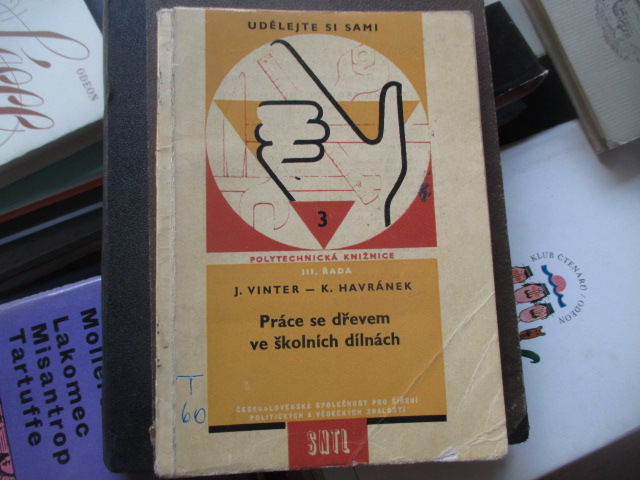 UDĚLEJTE SI SAMI
3
POLYTECHNICKÁ KNIŽNICE
III. ŘADA
J. VINTER – K. HAVRÁNEK
Práce se dřevem
ve školních dílnách
T
60
ČESKOSLOVENSKÁ SPOLEČNOST PRO ŠÍŘENÍ
POLITICKÝCH A VĚDECKÝCH ZNALOSTÍ
SNTL
ODEON
Lakomec
Misantrop
Tartuffe
KLUB ČTENÁŘŮ / ODEON